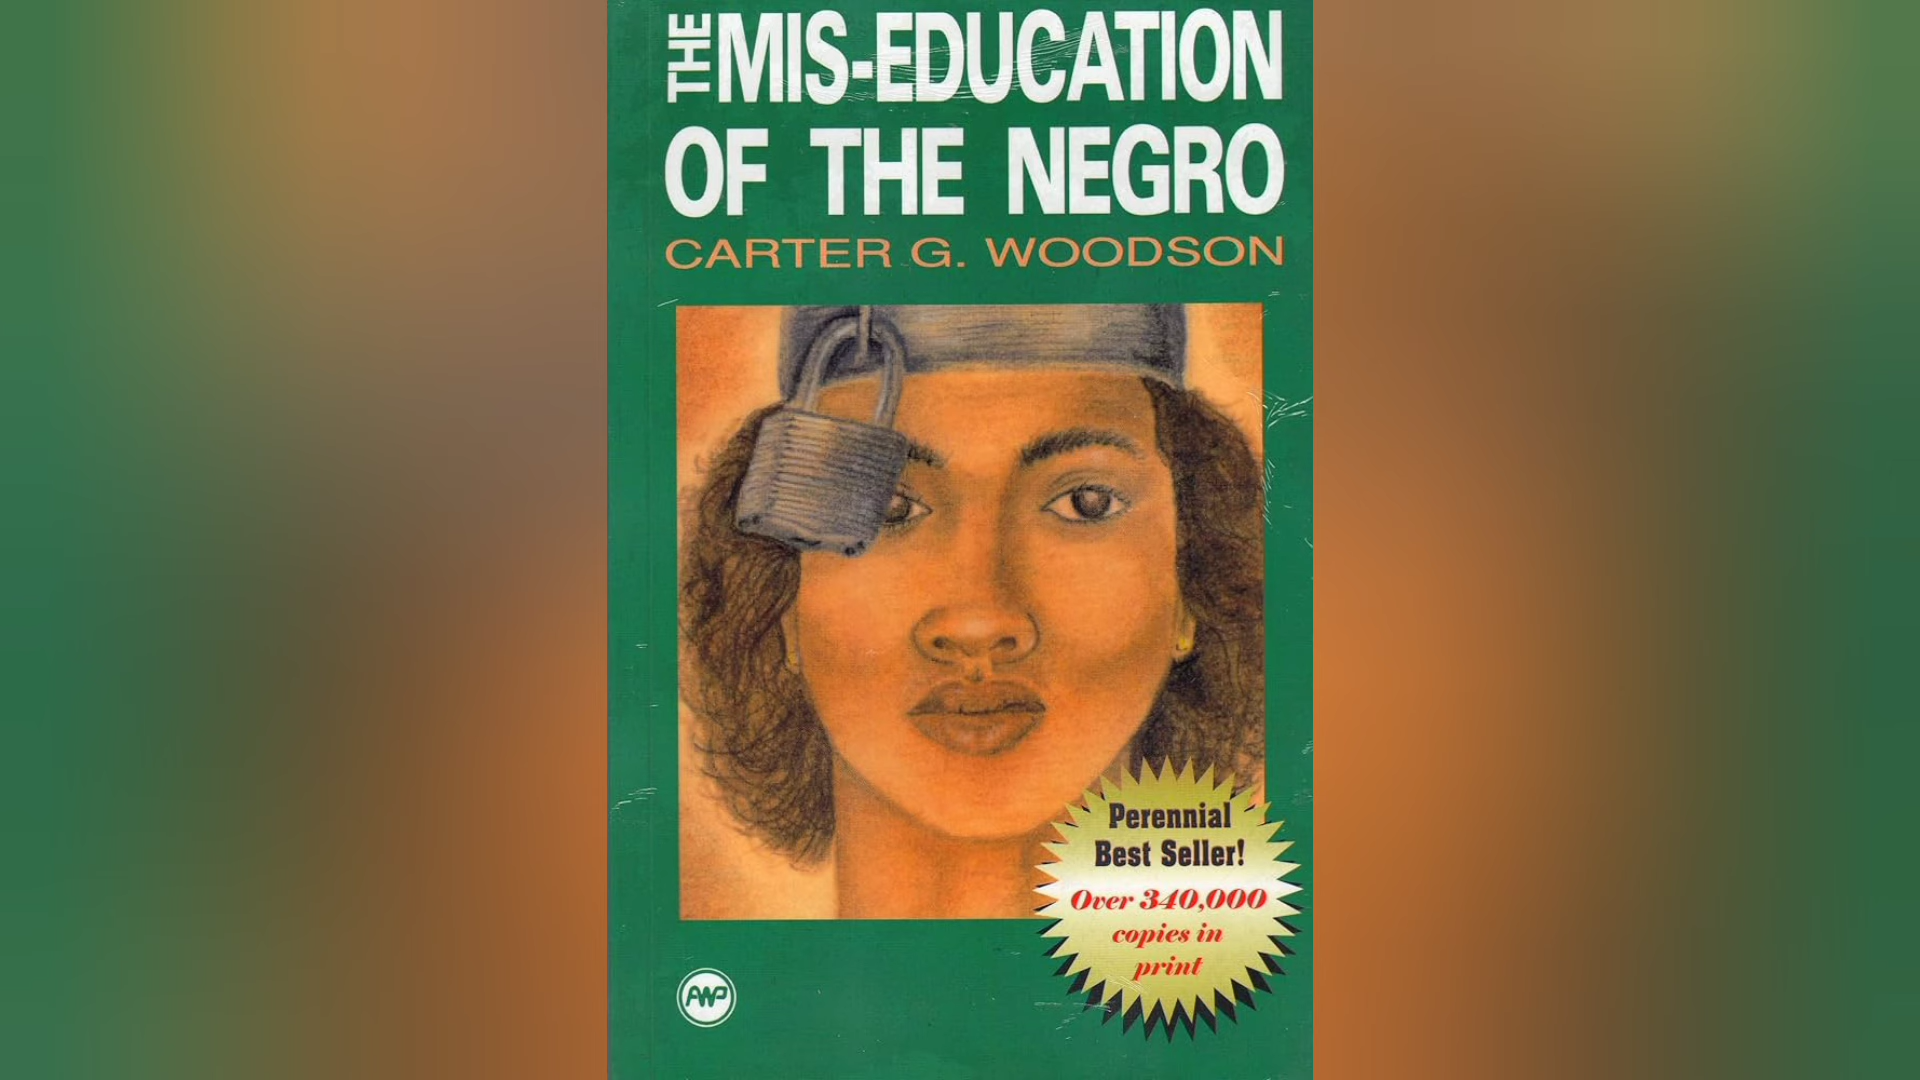 THE MIS-EDUCATION
OF THE NEGRO
CARTER G. WOODSON
Perennial
Best Seller!
Over 340,000
copies in
print
AWP